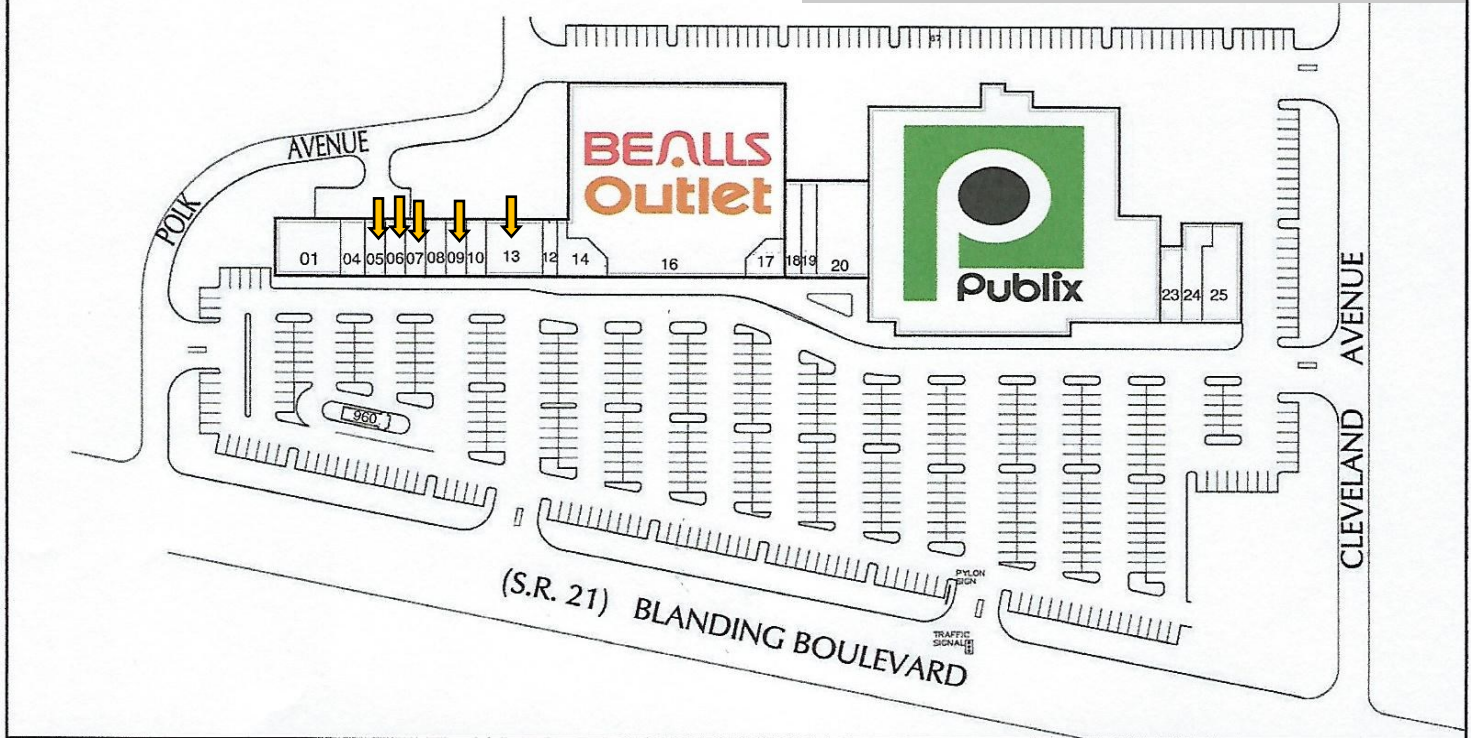 67
AVENUE
POLK
BEALLS
Outlet
Publix
01 04 05 06 07 08 09 10 13 12 14 16 17 18 19 20 23 24 25
960
CLEVELAND AVENUE
PYLON
SIGN
TRAFFIC
SIGNAL
(S.R. 21) BLANDING BOULEVARD